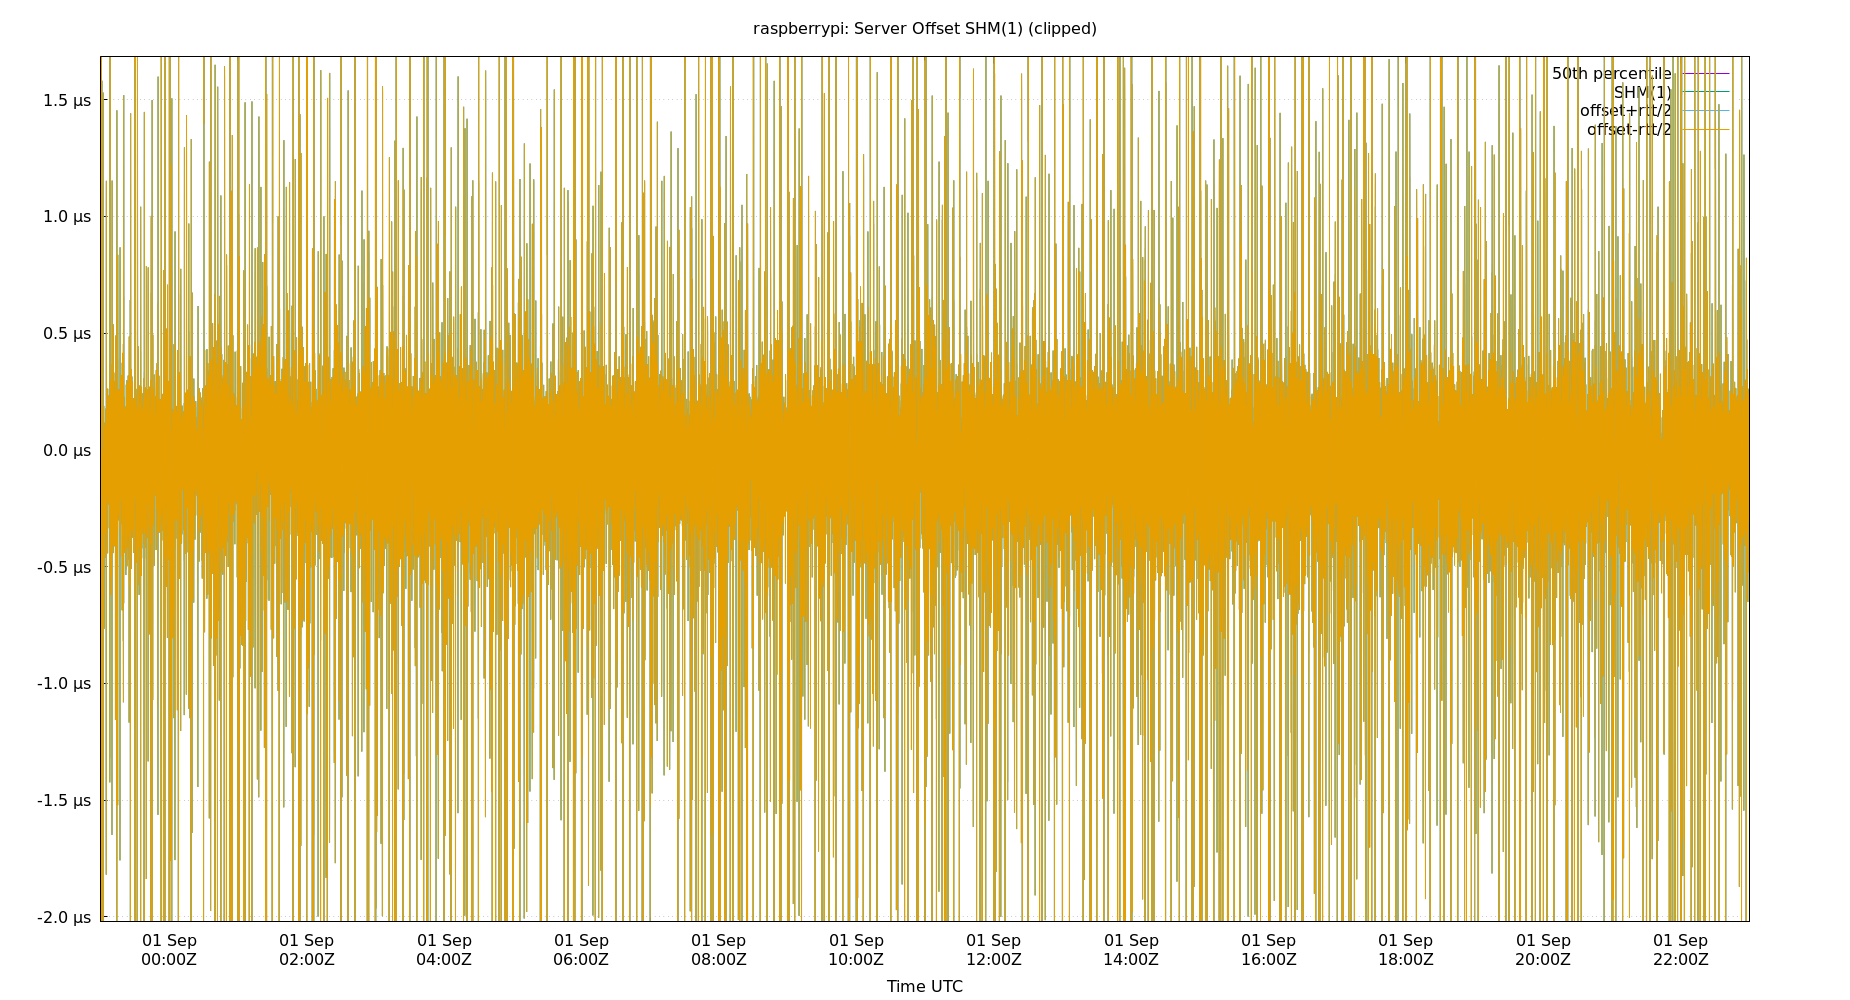 raspberrypi: Server Offset SHM(1) (clipped)
50th percentile
SHM(1)
offset+rtt/2
offset-rtt/2
1.5 µs
1.0 µs
0.5 µs
0.0 µs
-0.5 µs
-1.0 µs
-1.5 µs
-2.0 µs
01 Sep 01 Sep 01 Sep 01 Sep 01 Sep 01 Sep 01 Sep 01 Sep 01 Sep 01 Sep 01 Sep 01 Sep
00:00Z 02:00Z 04:00Z 06:00Z 08:00Z 10:00Z 12:00Z 14:00Z 16:00Z 18:00Z 20:00Z 22:00Z
Time UTC